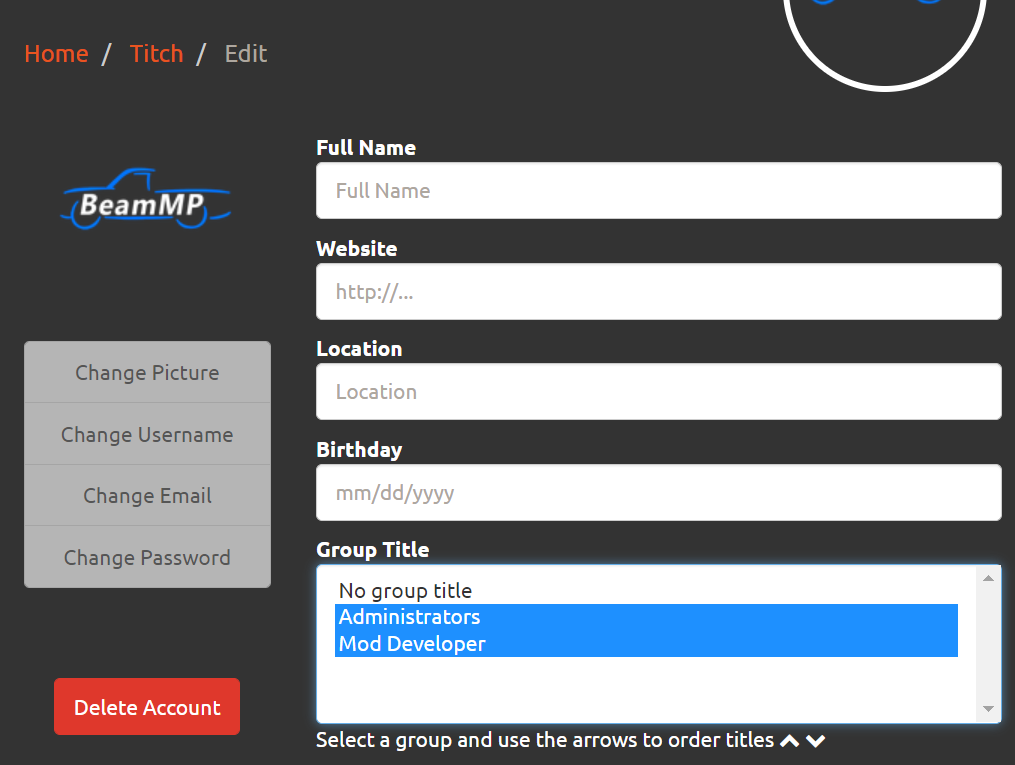 Home / Titch / Edit
BeamMP
Change Picture
Change Username
Change Email
Change Password
Delete Account
Full Name
Full Name
Website
http://...
Location
Location
Birthday
mm/dd/yyyy
Group Title
No group title
Administrators
Mod Developer
Select a group and use the arrows to order titles